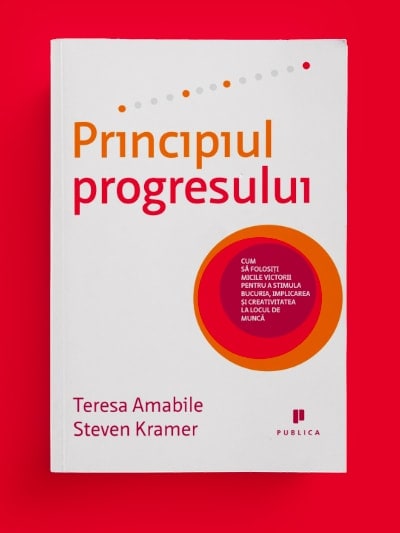 Principiul
progresului
CUM
SĂ FOLOSIȚI
MICILE VICTORII
PENTRU A STIMULA
BUCURIA, IMPLICAREA
ȘI CREATIVITATEA
LA LOCUL DE
MUNCĂ
Teresa Amabile
Steven Kramer
P
PUBLICA